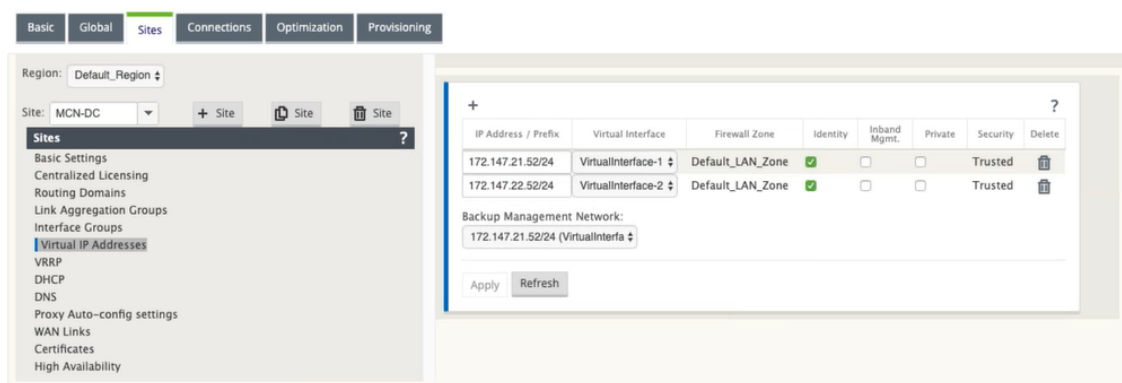 Basic Global Sites Connections Optimization Provisioning
Region: Default_Region
Site: MCN-DC + Site Site Site
Sites ?
Basic Settings
Centralized Licensing
Routing Domains
Link Aggregation Groups
Interface Groups
Virtual IP Addresses
VRRP
DHCP
DNS
Proxy Auto-config settings
WAN Links
Certificates
High Availability
+ ?
IP Address / Prefix Virtual Interface Firewall Zone Identity Inband Mgmt. Private Security Delete
172.147.21.52/24 VirtualInterface-1 Default_LAN_Zone Trusted
172.147.22.52/24 VirtualInterface-2 Default_LAN_Zone Trusted
Backup Management Network:
172.147.21.52/24 (VirtualInterfa
Apply Refresh